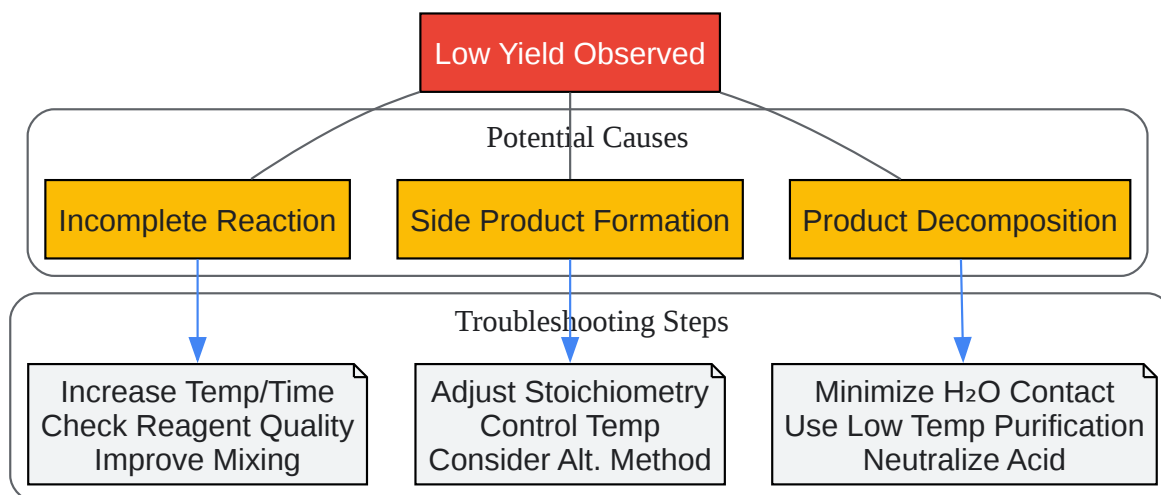 Low Yield Observed
Potential Causes
Incomplete Reaction
Side Product Formation
Product Decomposition
Troubleshooting Steps
Increase Temp/Time
Check Reagent Quality
Improve Mixing
Adjust Stoichiometry
Control Temp
Consider Alt. Method
Minimize H₂O Contact
Use Low Temp Purification
Neutralize Acid